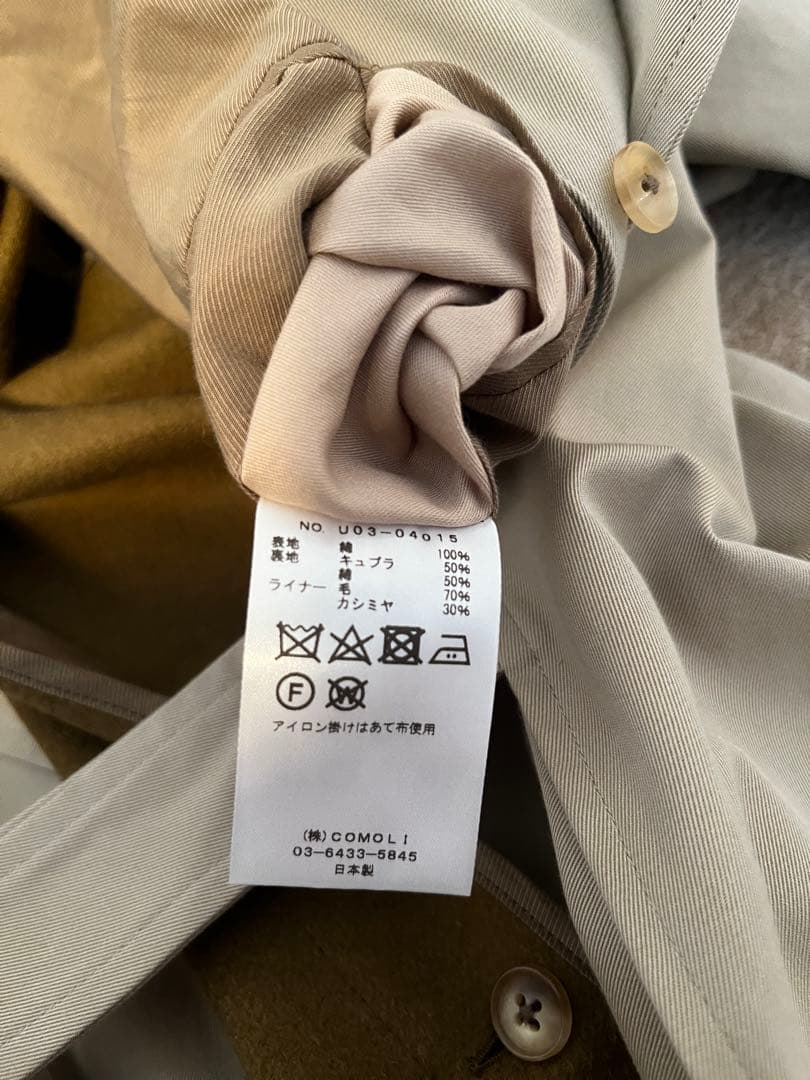 NO. U03-04015
表地 綿 100%
裏地 キュプラ 50%
綿 50%
ライナー 毛 70%
カシミヤ 30%
F W
アイロン掛けはあて布使用
(株)COMOLI
03-6433-5845
日本製